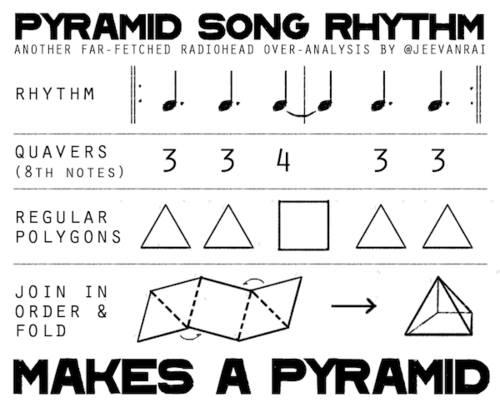 PYRAMID SONG RHYTHM
ANOTHER FAR-FETCHED RADIOHEAD OVER-ANALYSIS BY @JEEVANRAI
RHYTHM
QUAVERS
(8TH NOTES)
3 3 4 3 3
REGULAR
POLYGONS
JOIN IN
ORDER &
FOLD
MAKES A PYRAMID